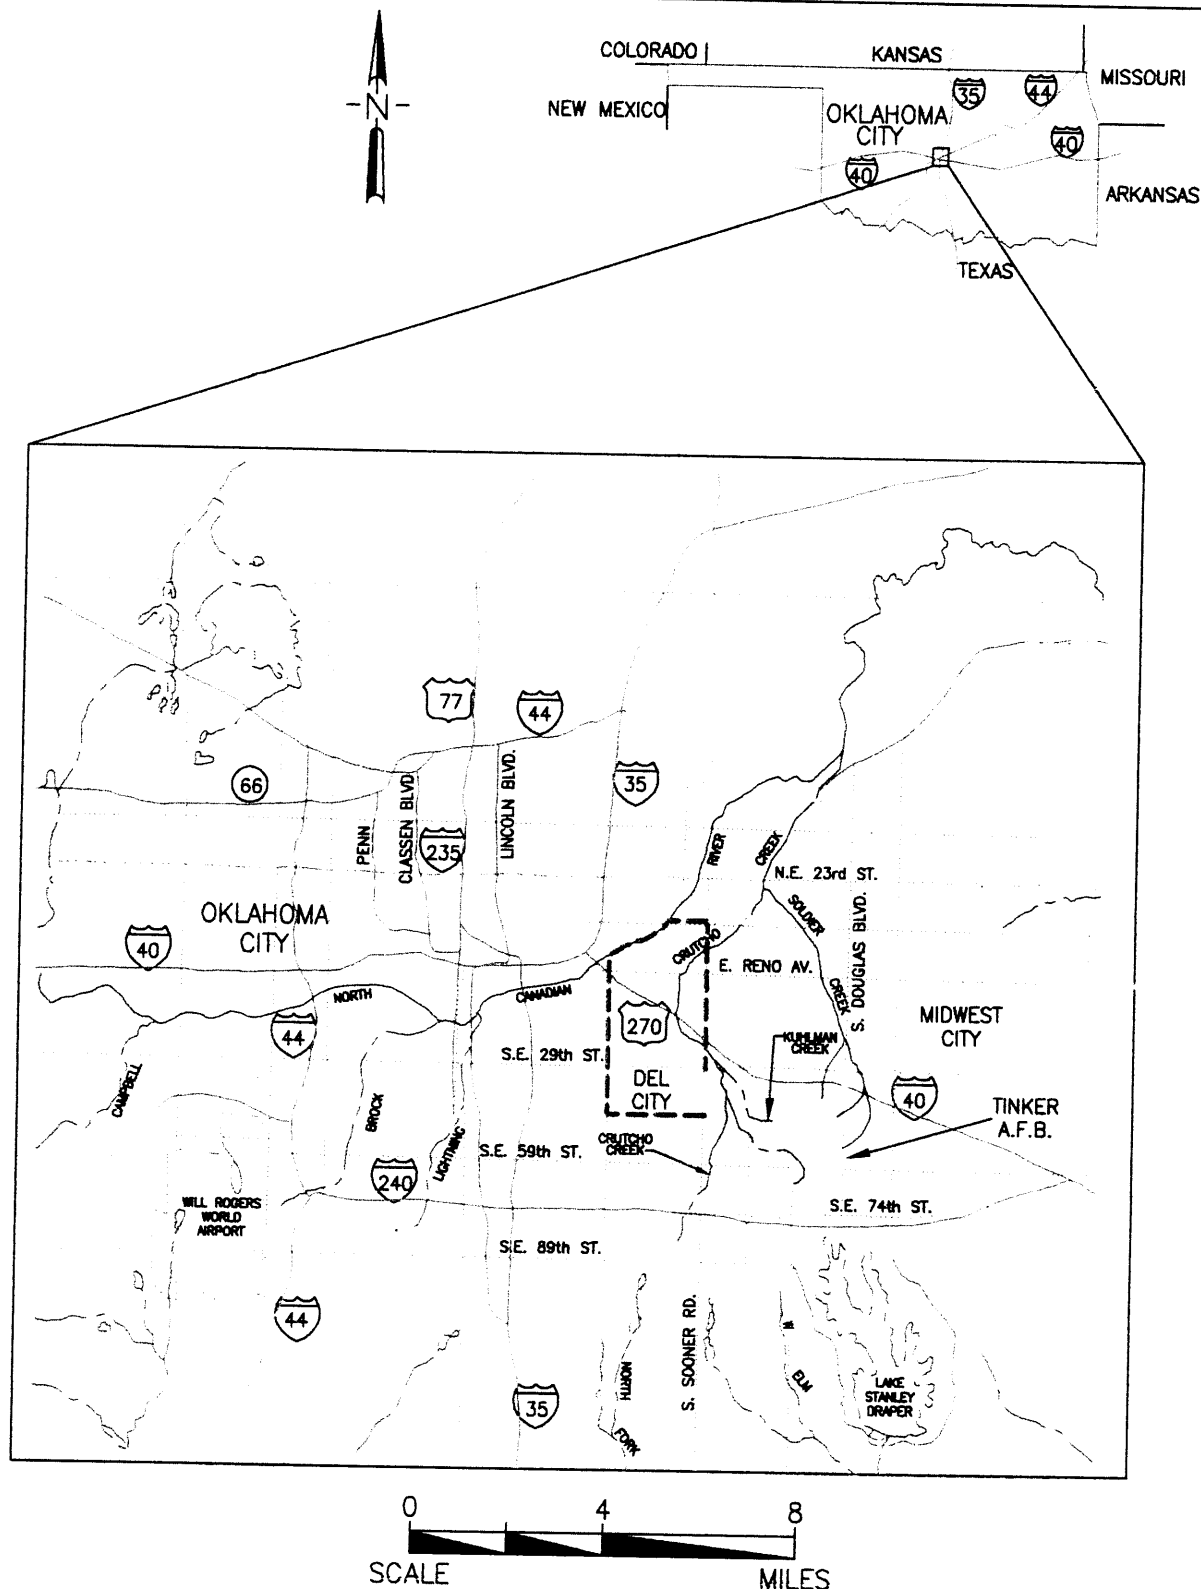 COLORADO
KANSAS
MISSOURI
NEW MEXICO
35
44
OKLAHOMA
CITY
40
40
ARKANSAS
TEXAS
-N-
77
44
66
35
PENN
CLASSEN BLVD
235
LINCOLN BLVD.
RIVER
CREEK
N.E. 23rd ST.
OKLAHOMA
CITY
40
SOLDIER
CREEK
S. DOUGLAS BLVD.
CRUTCHO
E. RENO AV.
NORTH
CANADIAN
44
270
S.E. 29th ST.
KUHLMAN
CREEK
MIDWEST
CITY
DEL
CITY
40
TINKER
A.F.B.
CAMPBELL
BROCK
LIGHTNING
CRUTCHO
CREEK
S.E. 59th ST.
240
WILL ROGERS
WORLD
AIRPORT
S.E. 74th ST.
S.E. 89th ST.
44
35
NORTH
FORK
S. SOONER RD.
W
ELM
LAKE
STANLEY
DRAPER
0 4 8
SCALE MILES